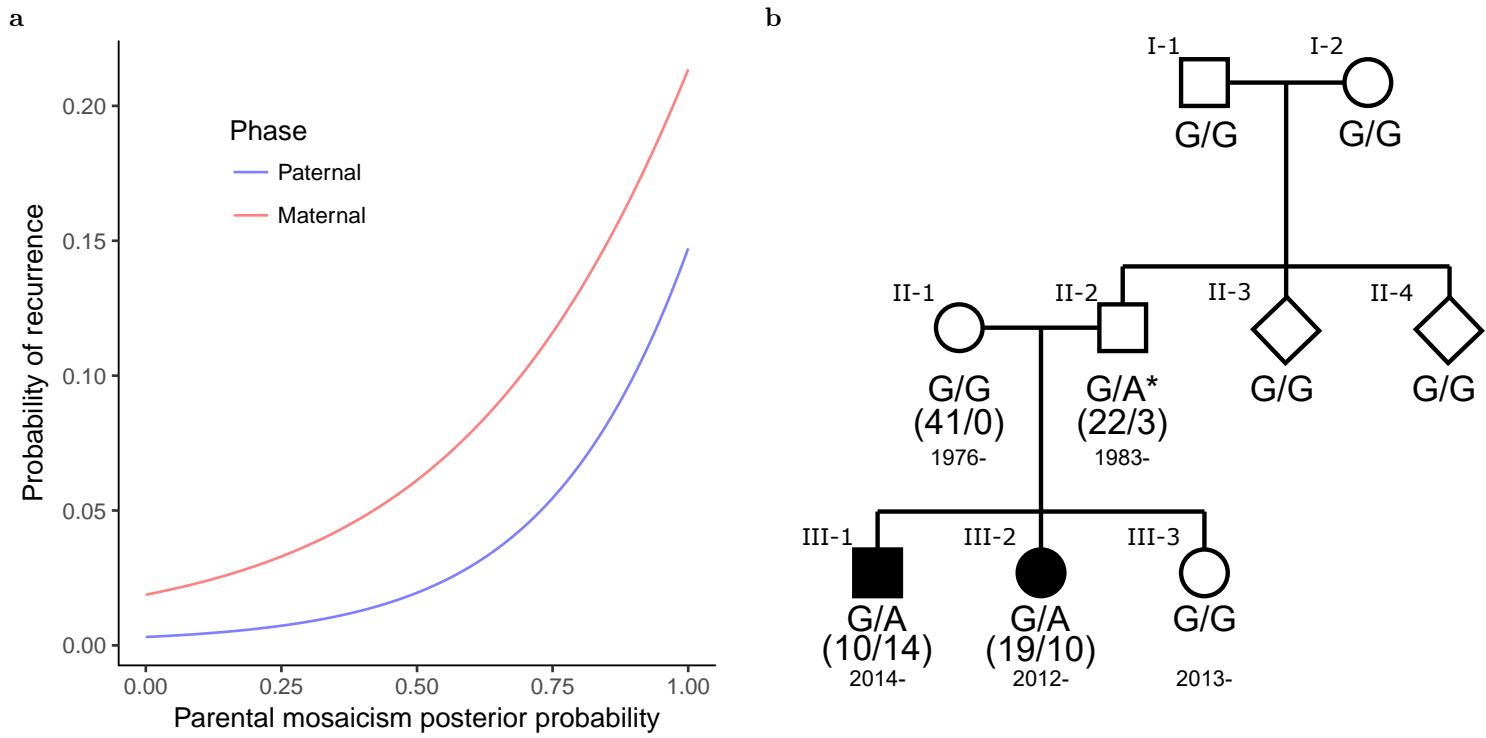 a
Probability of recurrence
0.20
0.15
0.10
0.05
0.00
Phase
Paternal
Maternal
0.00 0.25 0.50 0.75 1.00
Parental mosaicism posterior probability
b
I-1 I-2
G/G G/G
II-1 II-2 II-3 II-4
G/G G/A* G/G G/G
(41/0) (22/3)
1976- 1983-
III-1 III-2 III-3
G/A G/A G/G
(10/14) (19/10)
2014- 2012- 2013-